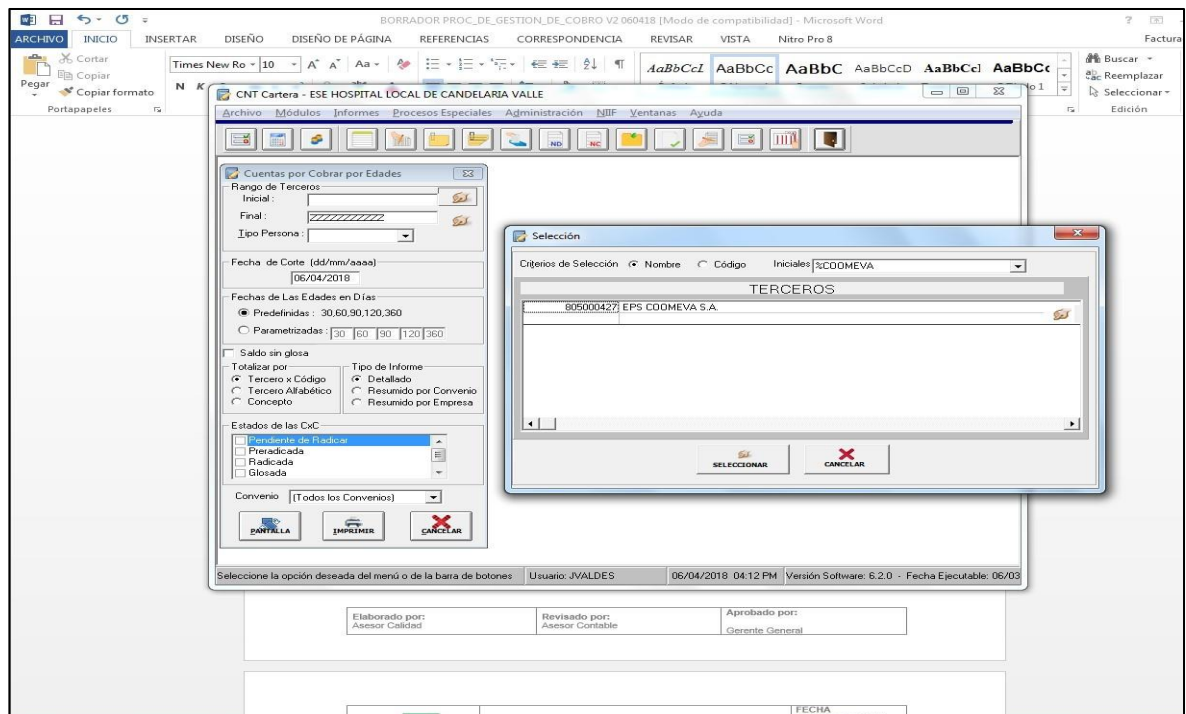 BORRADOR PROC_DE_GESTION_DE_COBRO V2 060418 [Modo de compatibilidad] - Microsoft Word
ARCHIVO INICIO INSERTAR DISEÑO DISEÑO DE PÁGINA REFERENCIAS CORRESPONDENCIA REVISAR VISTA Nitro Pro 8 Factura
Pegar
Cortar
Copiar
Copiar formato
Portapapeles
Times New Ro 10
N K
AaBbCcI AaBbCc AaBbC AaBbCcD AaBbCcl AaBbCc
Buscar
Reemplazar
Seleccionar
Edición
CNT Cartera - ESE HOSPITAL LOCAL DE CANDELARIA VALLE
Archivo Módulos Informes Procesos Especiales Administración NIIF Ventanas Ayuda
ND NC
Cuentas por Cobrar por Edades
Rango de Terceros
Inicial :
Final : ZZZZZZZZZZZZ
Tipo Persona :
Fecha de Corte (dd/mm/aaaa)
06/04/2018
Fechas de Las Edades en Días
Predefinidas : 30,60,90,120,360
Parametrizadas : 30 60 90 120 360
Saldo sin glosa
Totalizar por
Tercero x Código
Tercero Alfabético
Concepto
Tipo de Informe
Detallado
Resumido por Convenio
Resumido por Empresa
Estados de las CxC
Pendiente de Radicar
Preradicada
Radicada
Glosada
Convenio (Todos los Convenios)
PANTALLA IMPRIMIR CANCELAR
Selección
Criterios de Selección Nombre Código Iniciales %COOMEVA
TERCEROS
805000427 EPS COOMEVA S.A.
SELECCIONAR CANCELAR
Seleccione la opción deseada del menú o de la barra de botones Usuario: JVALDES 06/04/2018 04:12 PM Versión Software: 6.2.0 - Fecha Ejecutable: 06/03
Elaborado por:
Asesor Calidad
Revisado por:
Asesor Contable
Aprobado por:
Gerente General
FECHA